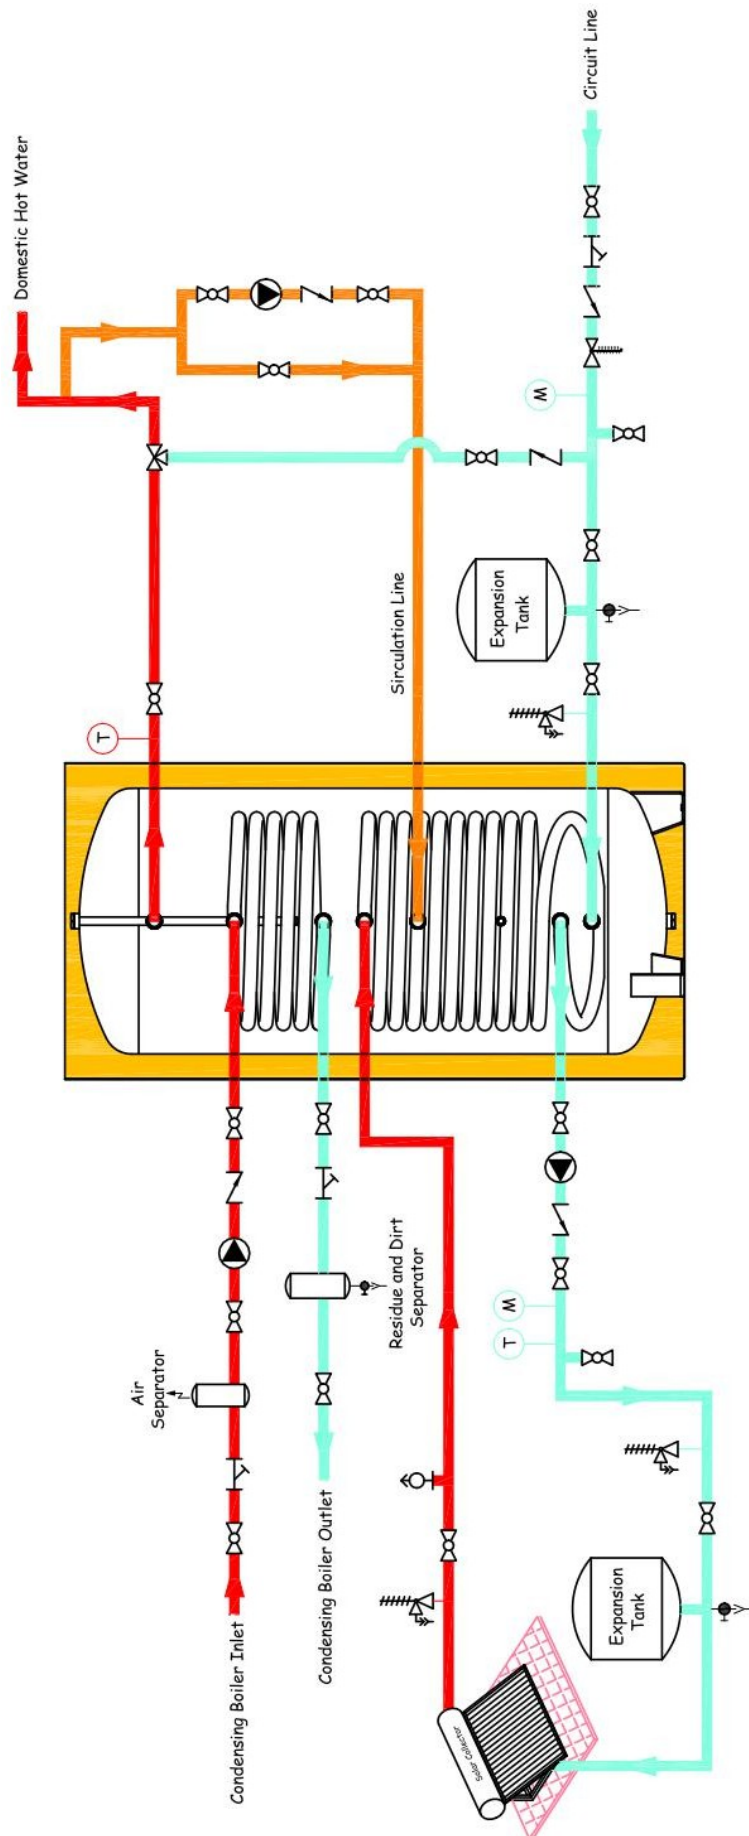 Domestic Hot Water
Circuit Line
M
T
Sirculation Line
Expansion
Tank
Air
Separator
Residue and Dirt
Separator
M
T
Condensing Boiler Inlet
Condensing Boiler Outlet
Solar Collector
Expansion
Tank